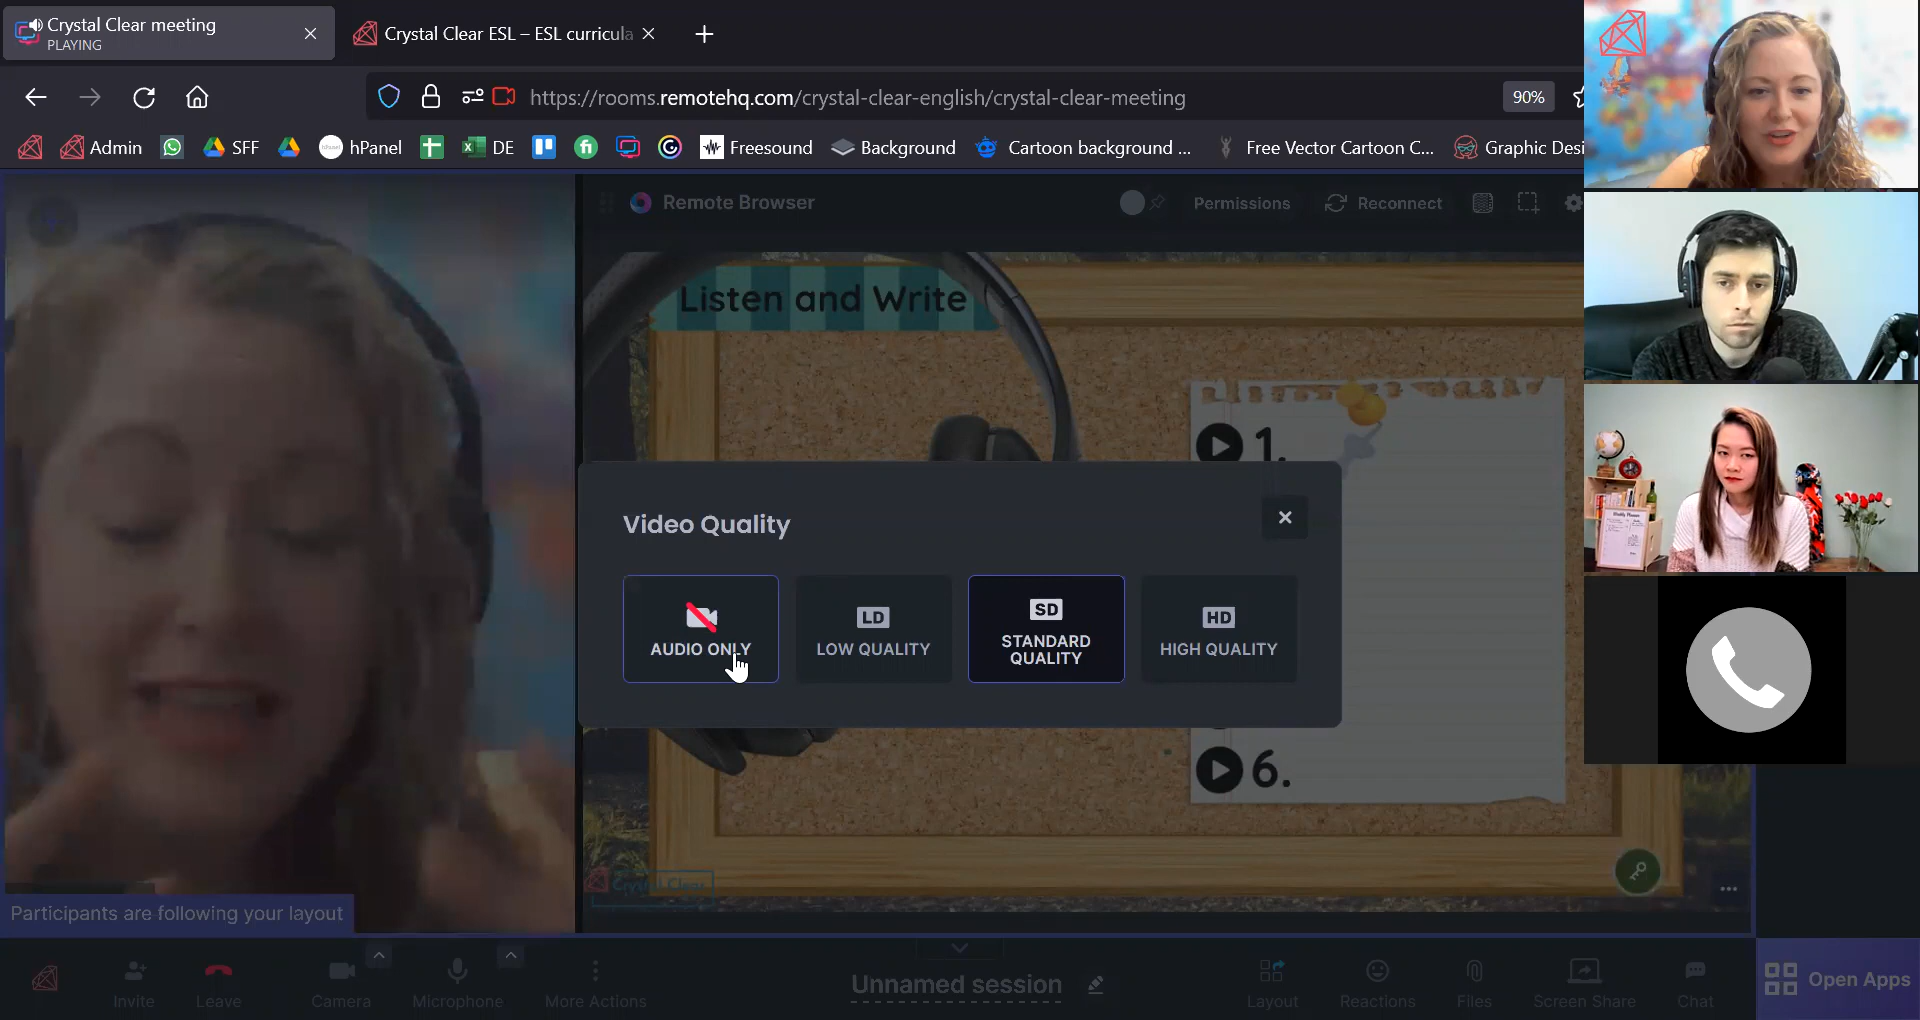 Crystal Clear meeting
PLAYING
Crystal Clear ESL – ESL curricula
https://rooms.remotehq.com/crystal-clear-english/crystal-clear-meeting
90%
Admin
SFF
hPanel
DE
Freesound
Background
Cartoon background ...
Free Vector Cartoon C...
Graphic Desi
Remote Browser
Permissions
Reconnect
Listen and Write
1.
Video Quality
AUDIO ONLY
LD
LOW QUALITY
SD
STANDARD
QUALITY
HD
HIGH QUALITY
6.
Crystal Clear
Participants are following your layout
Invite
Leave
Camera
Microphone
More Actions
Unnamed session
Layout
Reactions
Files
Screen Share
Chat
Open Apps